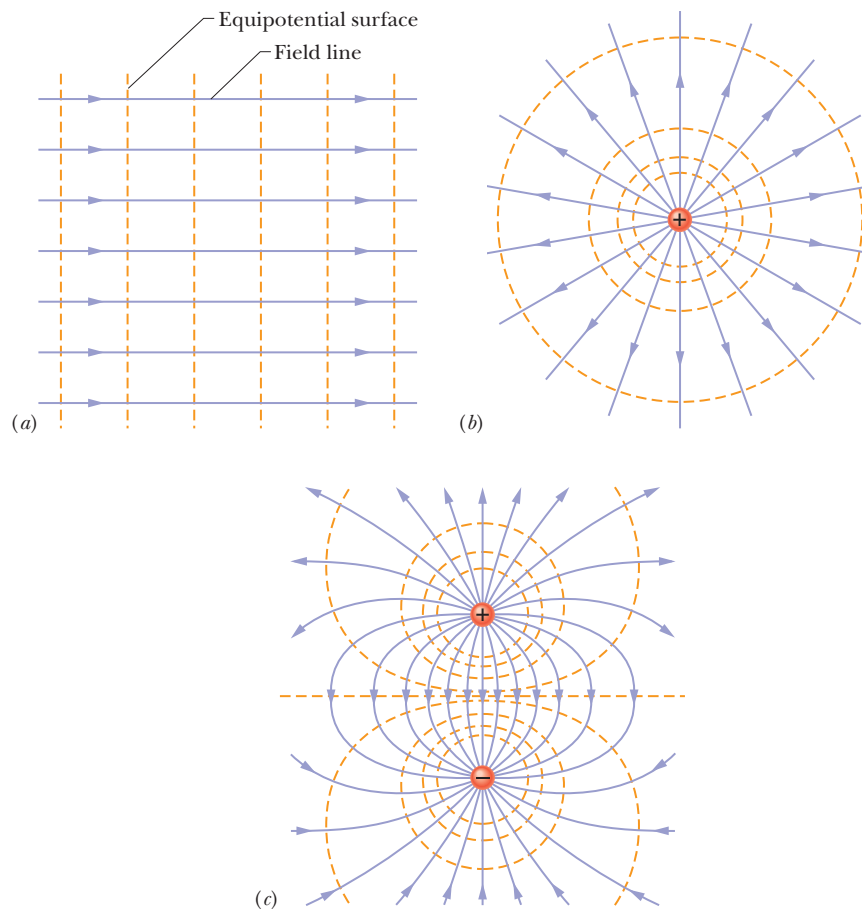 Equipotential surface
Field line
(a)
+
(b)
+
−
(c)